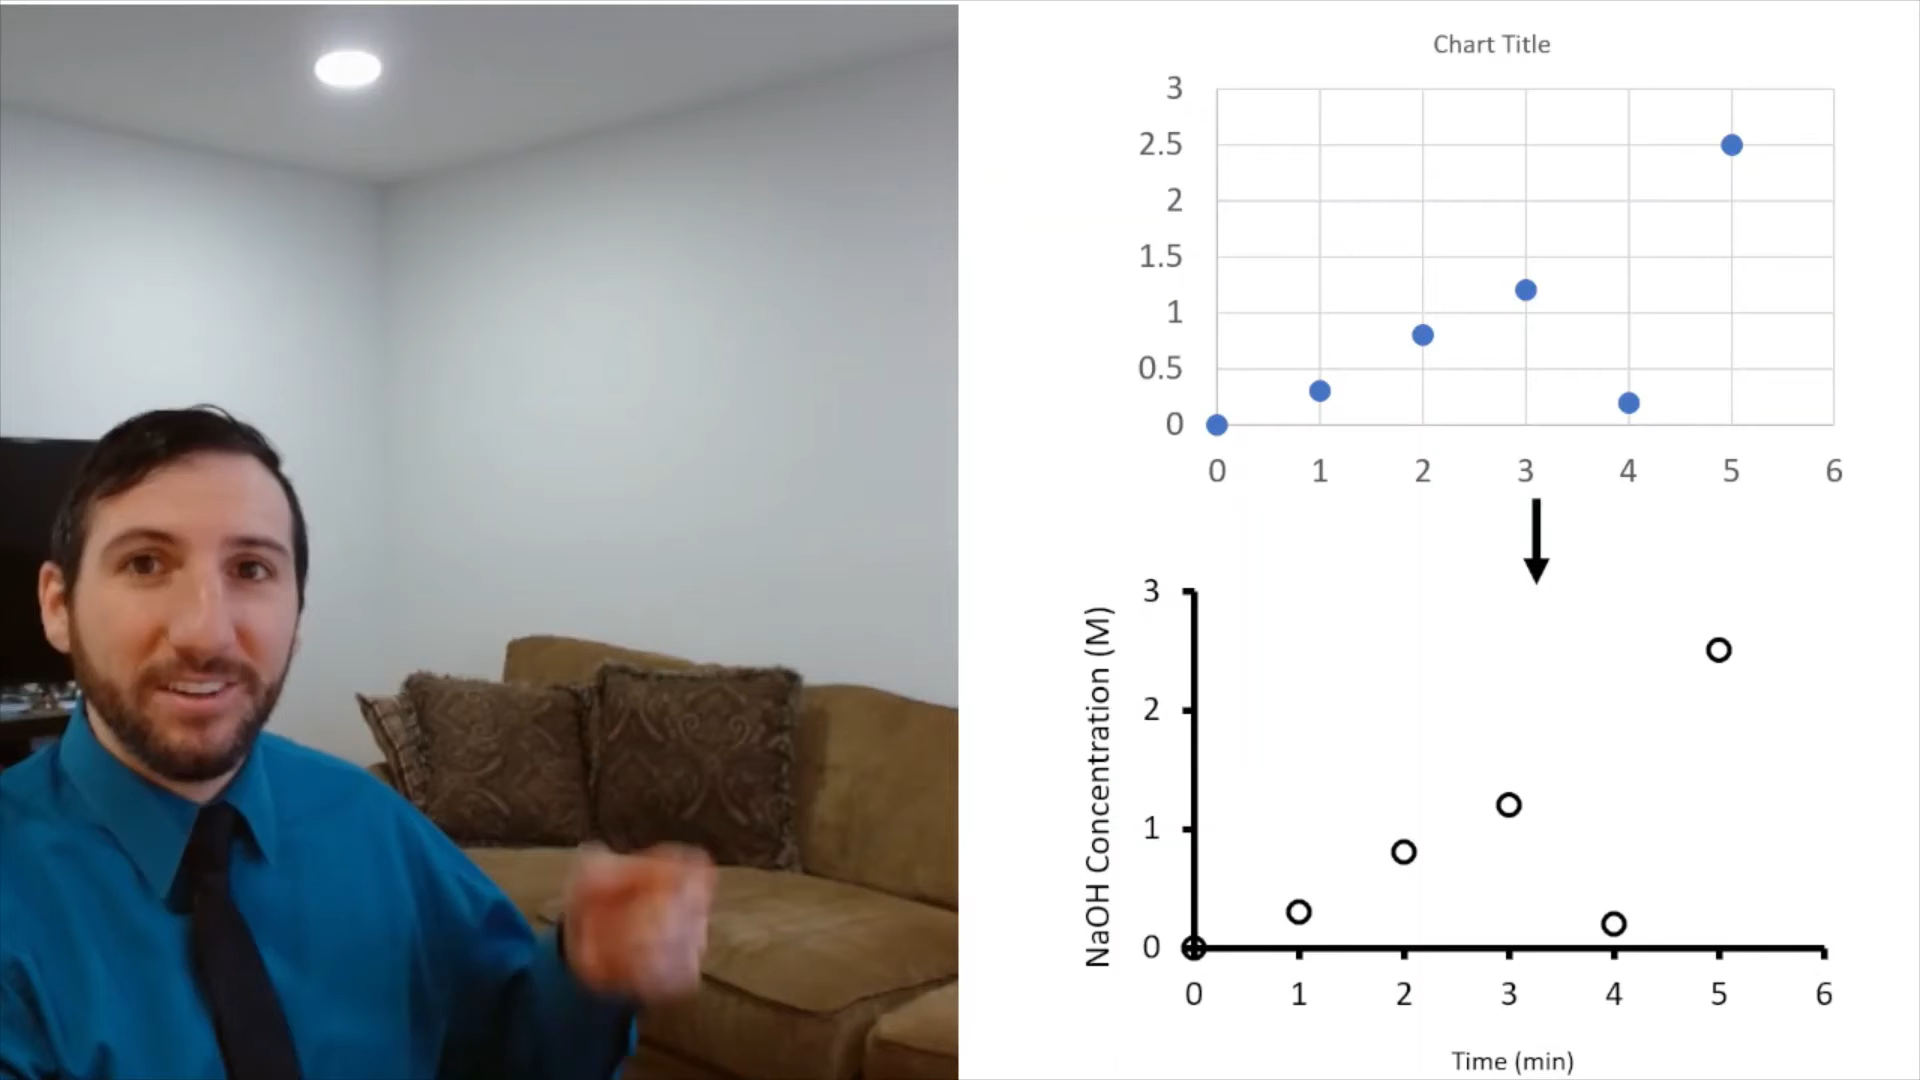 Chart Title
3
2.5
2
1.5
1
0.5
0
0 1 2 3 4 5 6
NaOH Concentration (M)
3
2
1
0
0 1 2 3 4 5 6
Time (min)